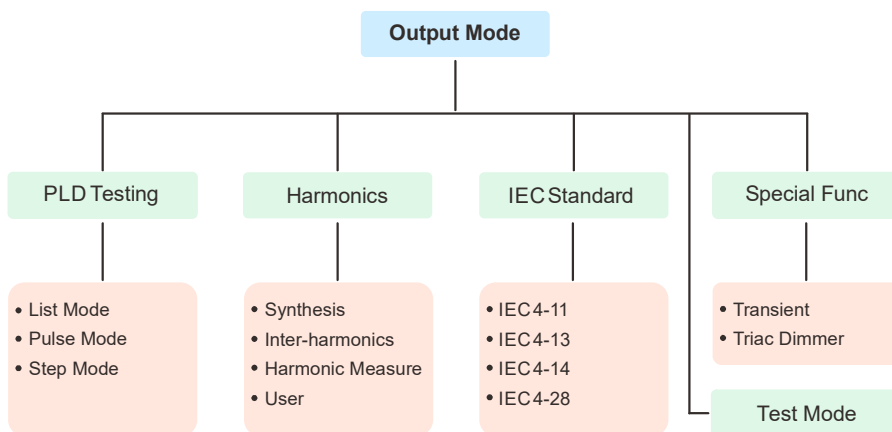 Output Mode
PLD Testing
Harmonics
IEC Standard
Special Func
• List Mode
• Pulse Mode
• Step Mode
• Synthesis
• Inter-harmonics
• Harmonic Measure
• User
• IEC 4-11
• IEC 4-13
• IEC 4-14
• IEC 4-28
• Transient
• Triac Dimmer
Test Mode